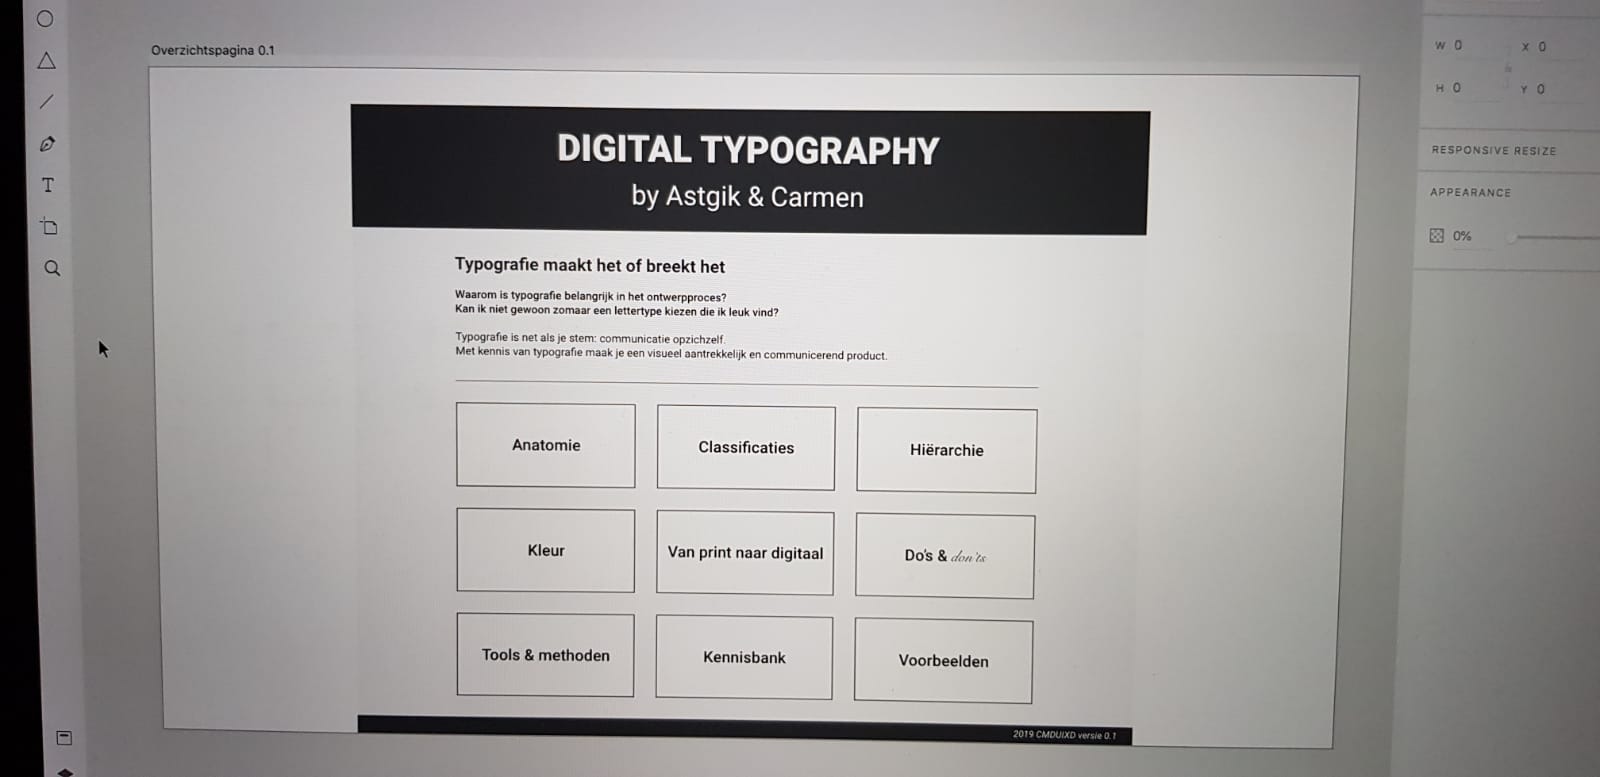 Overzichtspagina 0.1
W 0
X 0
H 0
Y 0
RESPONSIVE RESIZE
APPEARANCE
0%
T
DIGITAL TYPOGRAPHY
by Astgik & Carmen
Typografie maakt het of breekt het
Waarom is typografie belangrijk in het ontwerpproces?
Kan ik niet gewoon zomaar een lettertype kiezen die ik leuk vind?
Typografie is net als je stem: communicatie opzichzelf.
Met kennis van typografie maak je een visueel aantrekkelijk en communicerend product.
Anatomie
Classificaties
Hiërarchie
Kleur
Van print naar digitaal
Do's & don'ts
Tools & methoden
Kennisbank
Voorbeelden
2019 CMDUIXD versie 0.1